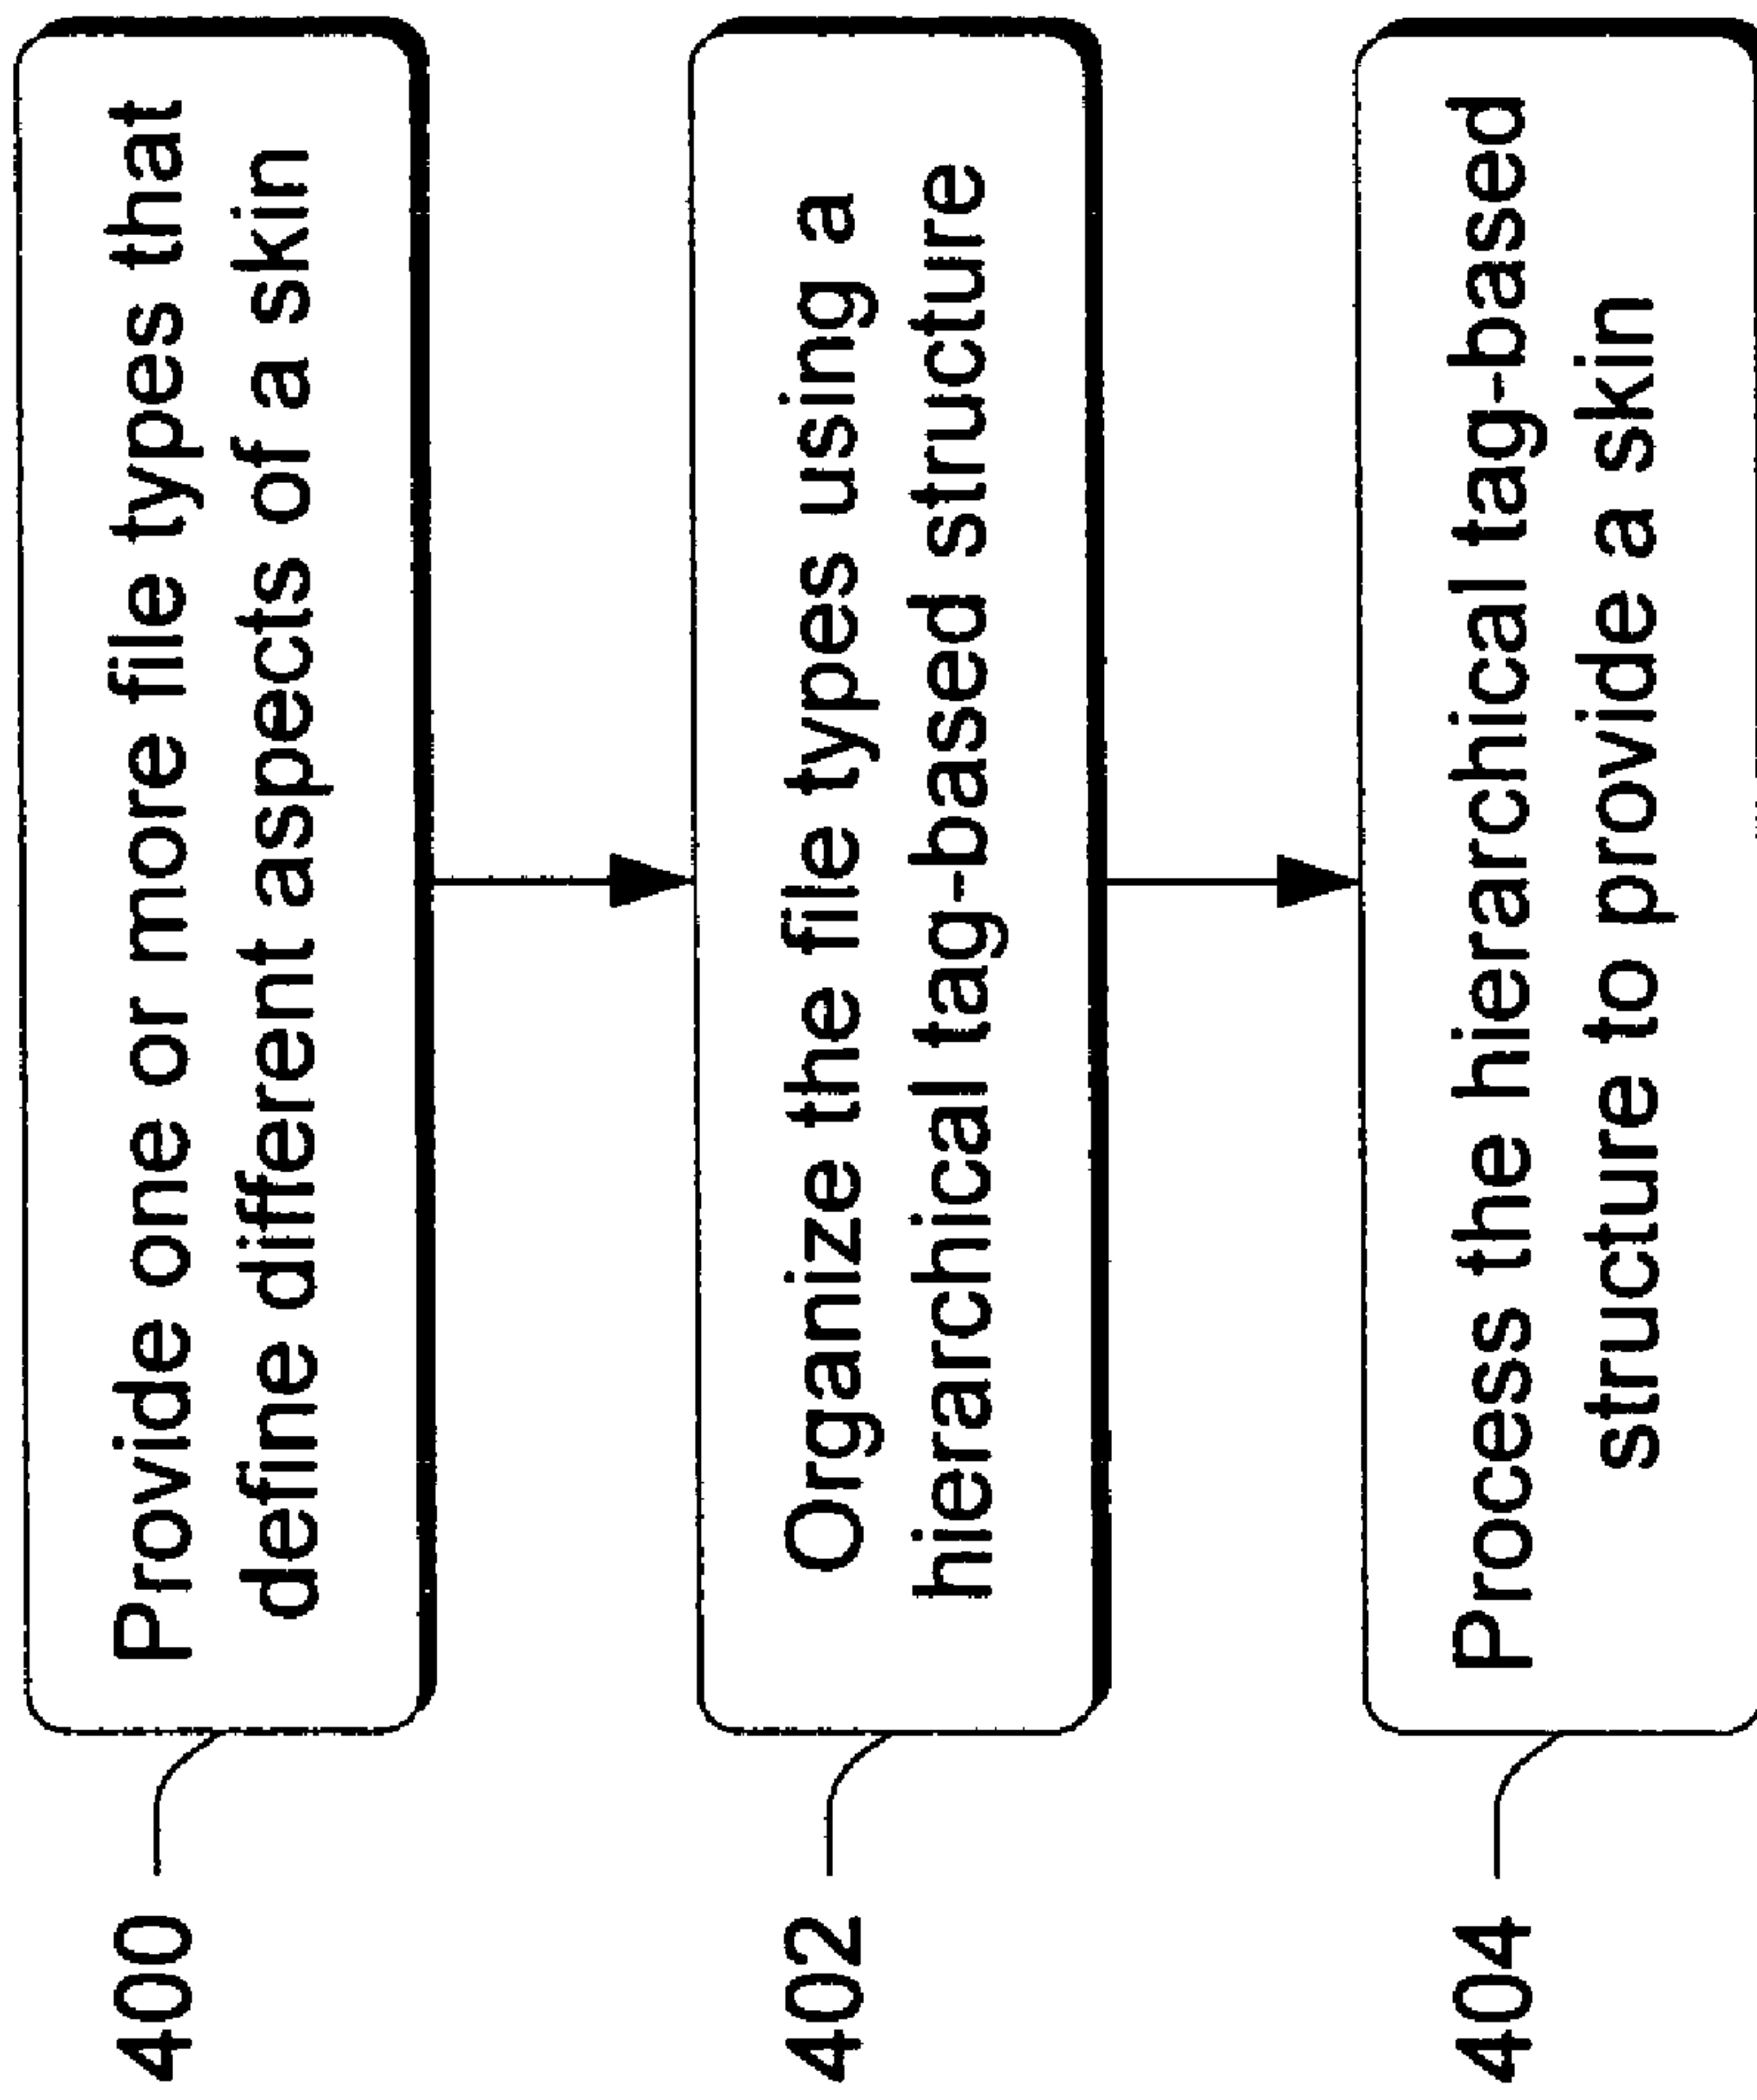 400
Provide one or more file types that
define different aspects of a skin
402
Organize the file types using a
hierarchical tag-based structure
404
Process the hierarchical tag-based
structure to provide a skin